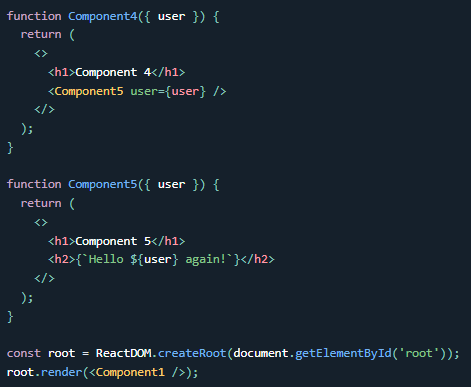 function Component4({ user }) {
  return (
    <>
      <h1>Component 4</h1>
      <Component5 user={user} />
    </>
  );
}

function Component5({ user }) {
  return (
    <>
      <h1>Component 5</h1>
      <h2>{`Hello ${user} again!`}</h2>
    </>
  );
}

const root = ReactDOM.createRoot(document.getElementById('root'));
root.render(<Component1 />);